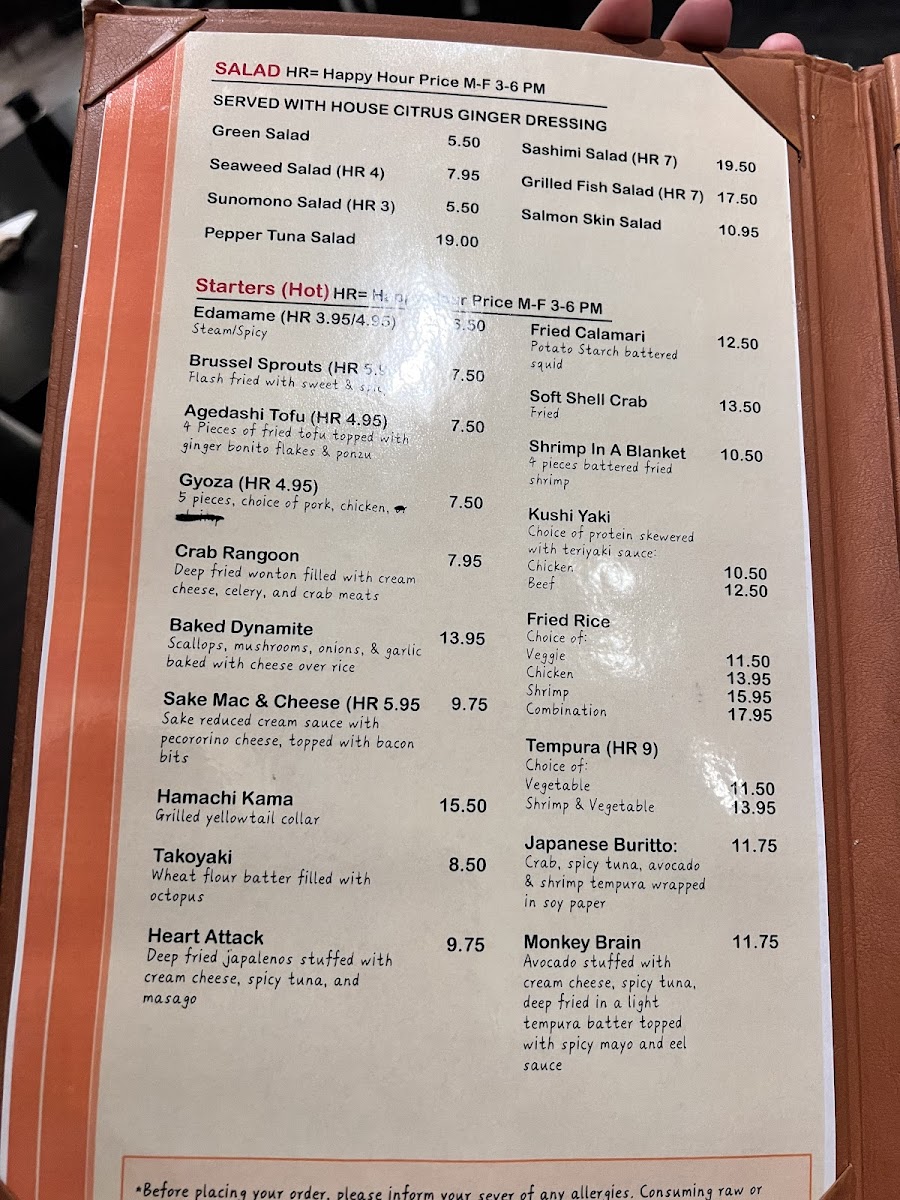 SALAD HR= Happy Hour Price M-F 3-6 PM
SERVED WITH HOUSE CITRUS GINGER DRESSING
Green Salad 5.50
Seaweed Salad (HR 4) 7.95
Sunomono Salad (HR 3) 5.50
Pepper Tuna Salad 19.00
Sashimi Salad (HR 7) 19.50
Grilled Fish Salad (HR 7) 17.50
Salmon Skin Salad 10.95
Starters (Hot) HR= Hour Price M-F 3-6 PM
Edamame (HR 3.95/4.95)
Steam/Spicy
Brussel Sprouts (HR 7.50
Flash fried with sweet &
Agedashi Tofu (HR 4.95) 7.50
4 Pieces of fried tofu topped with
ginger bonito flakes & ponzu
Gyoza (HR 4.95)
5 pieces, choice of pork, chicken, 7.50
Crab Rangoon 7.95
Deep fried wonton filled with cream
cheese, celery, and crab meats
Baked Dynamite 13.95
Scallops, mushrooms, onions, & garlic
baked with cheese over rice
Sake Mac & Cheese (HR 5.95 9.75
Sake reduced cream sauce with
pecororino cheese, topped with bacon
bits
Hamachi Kama 15.50
Grilled yellowtail collar
Takoyaki 8.50
Wheat flour batter filled with
octopus
Heart Attack 9.75
Deep fried japalenos stuffed with
cream cheese, spicy tuna, and
masago
Fried Calamari 12.50
Potato Starch battered
squid
Soft Shell Crab 13.50
Fried
Shrimp In A Blanket 10.50
4 pieces battered fried
shrimp
Kushi Yaki
Choice of protein skewered
with teriyaki sauce:
Chicken 10.50
Beef 12.50
Fried Rice
Choice of:
Veggie 11.50
Chicken 13.95
Shrimp 15.95
Combination 17.95
Tempura (HR 9)
Choice of:
Vegetable 11.50
Shrimp & Vegetable 13.95
Japanese Buritto: 11.75
Crab, spicy tuna, avocado
& shrimp tempura wrapped
in soy paper
Monkey Brain 11.75
Avocado stuffed with
cream cheese, spicy tuna,
deep fried in a light
tempura batter topped
with spicy mayo and eel
sauce
*Before placing your order, please inform your sever of any allergies. Consuming raw or